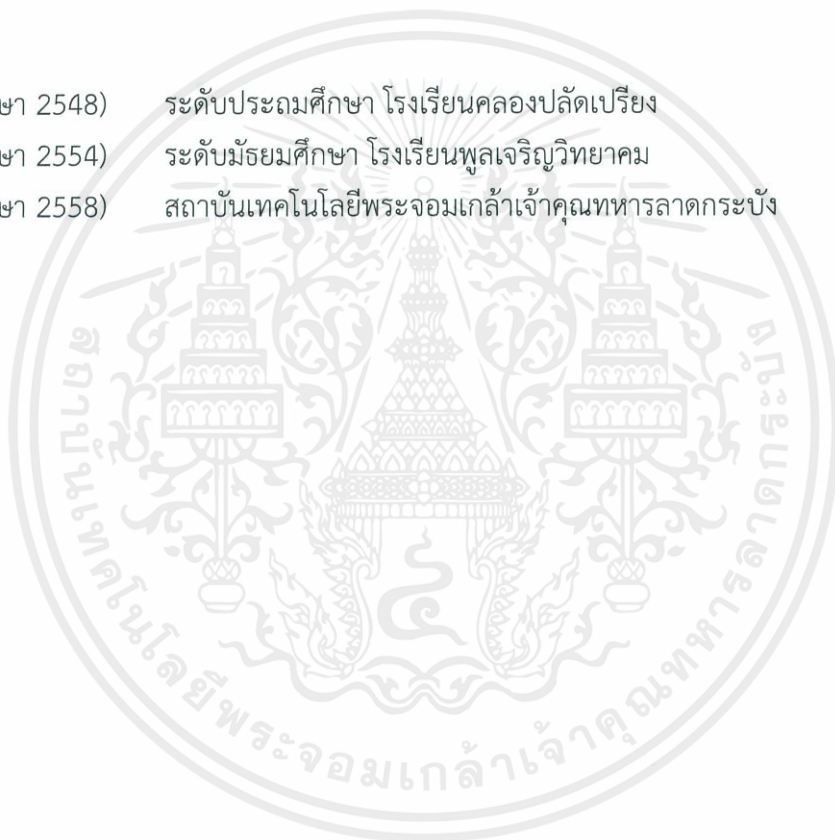 ษา 2548) ระดับประถมศึกษา โรงเรียนคลองปลัดเปรียง
ษา 2554) ระดับมัธยมศึกษา โรงเรียนพูลเจริญวิทยาคม
ษา 2558) สถาบันเทคโนโลยีพระจอมเกล้าเจ้าคุณทหารลาดกระบัง
สถาบันเทคโนโลยีพระจอมเกล้าเจ้าคุณทหารลาดกระบัง